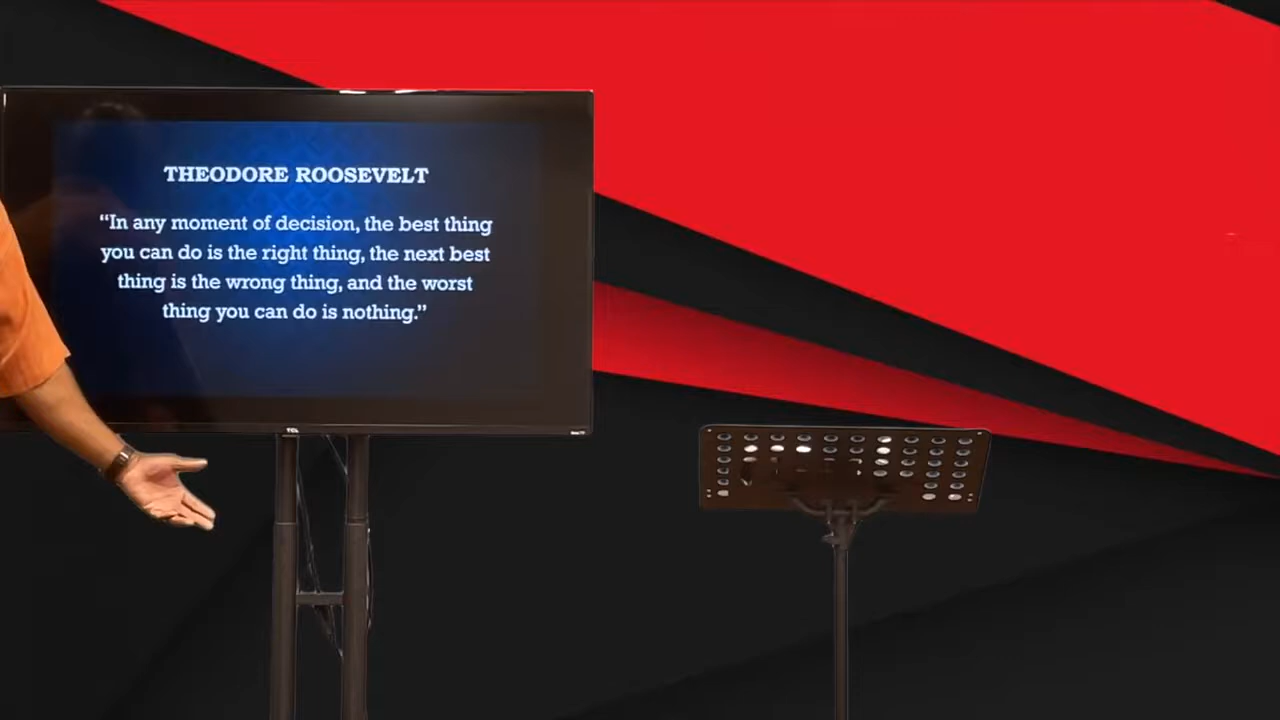 THEODORE ROOSEVELT
“In any moment of decision, the best thing
you can do is the right thing, the next best
thing is the wrong thing, and the worst
thing you can do is nothing.”
TCL